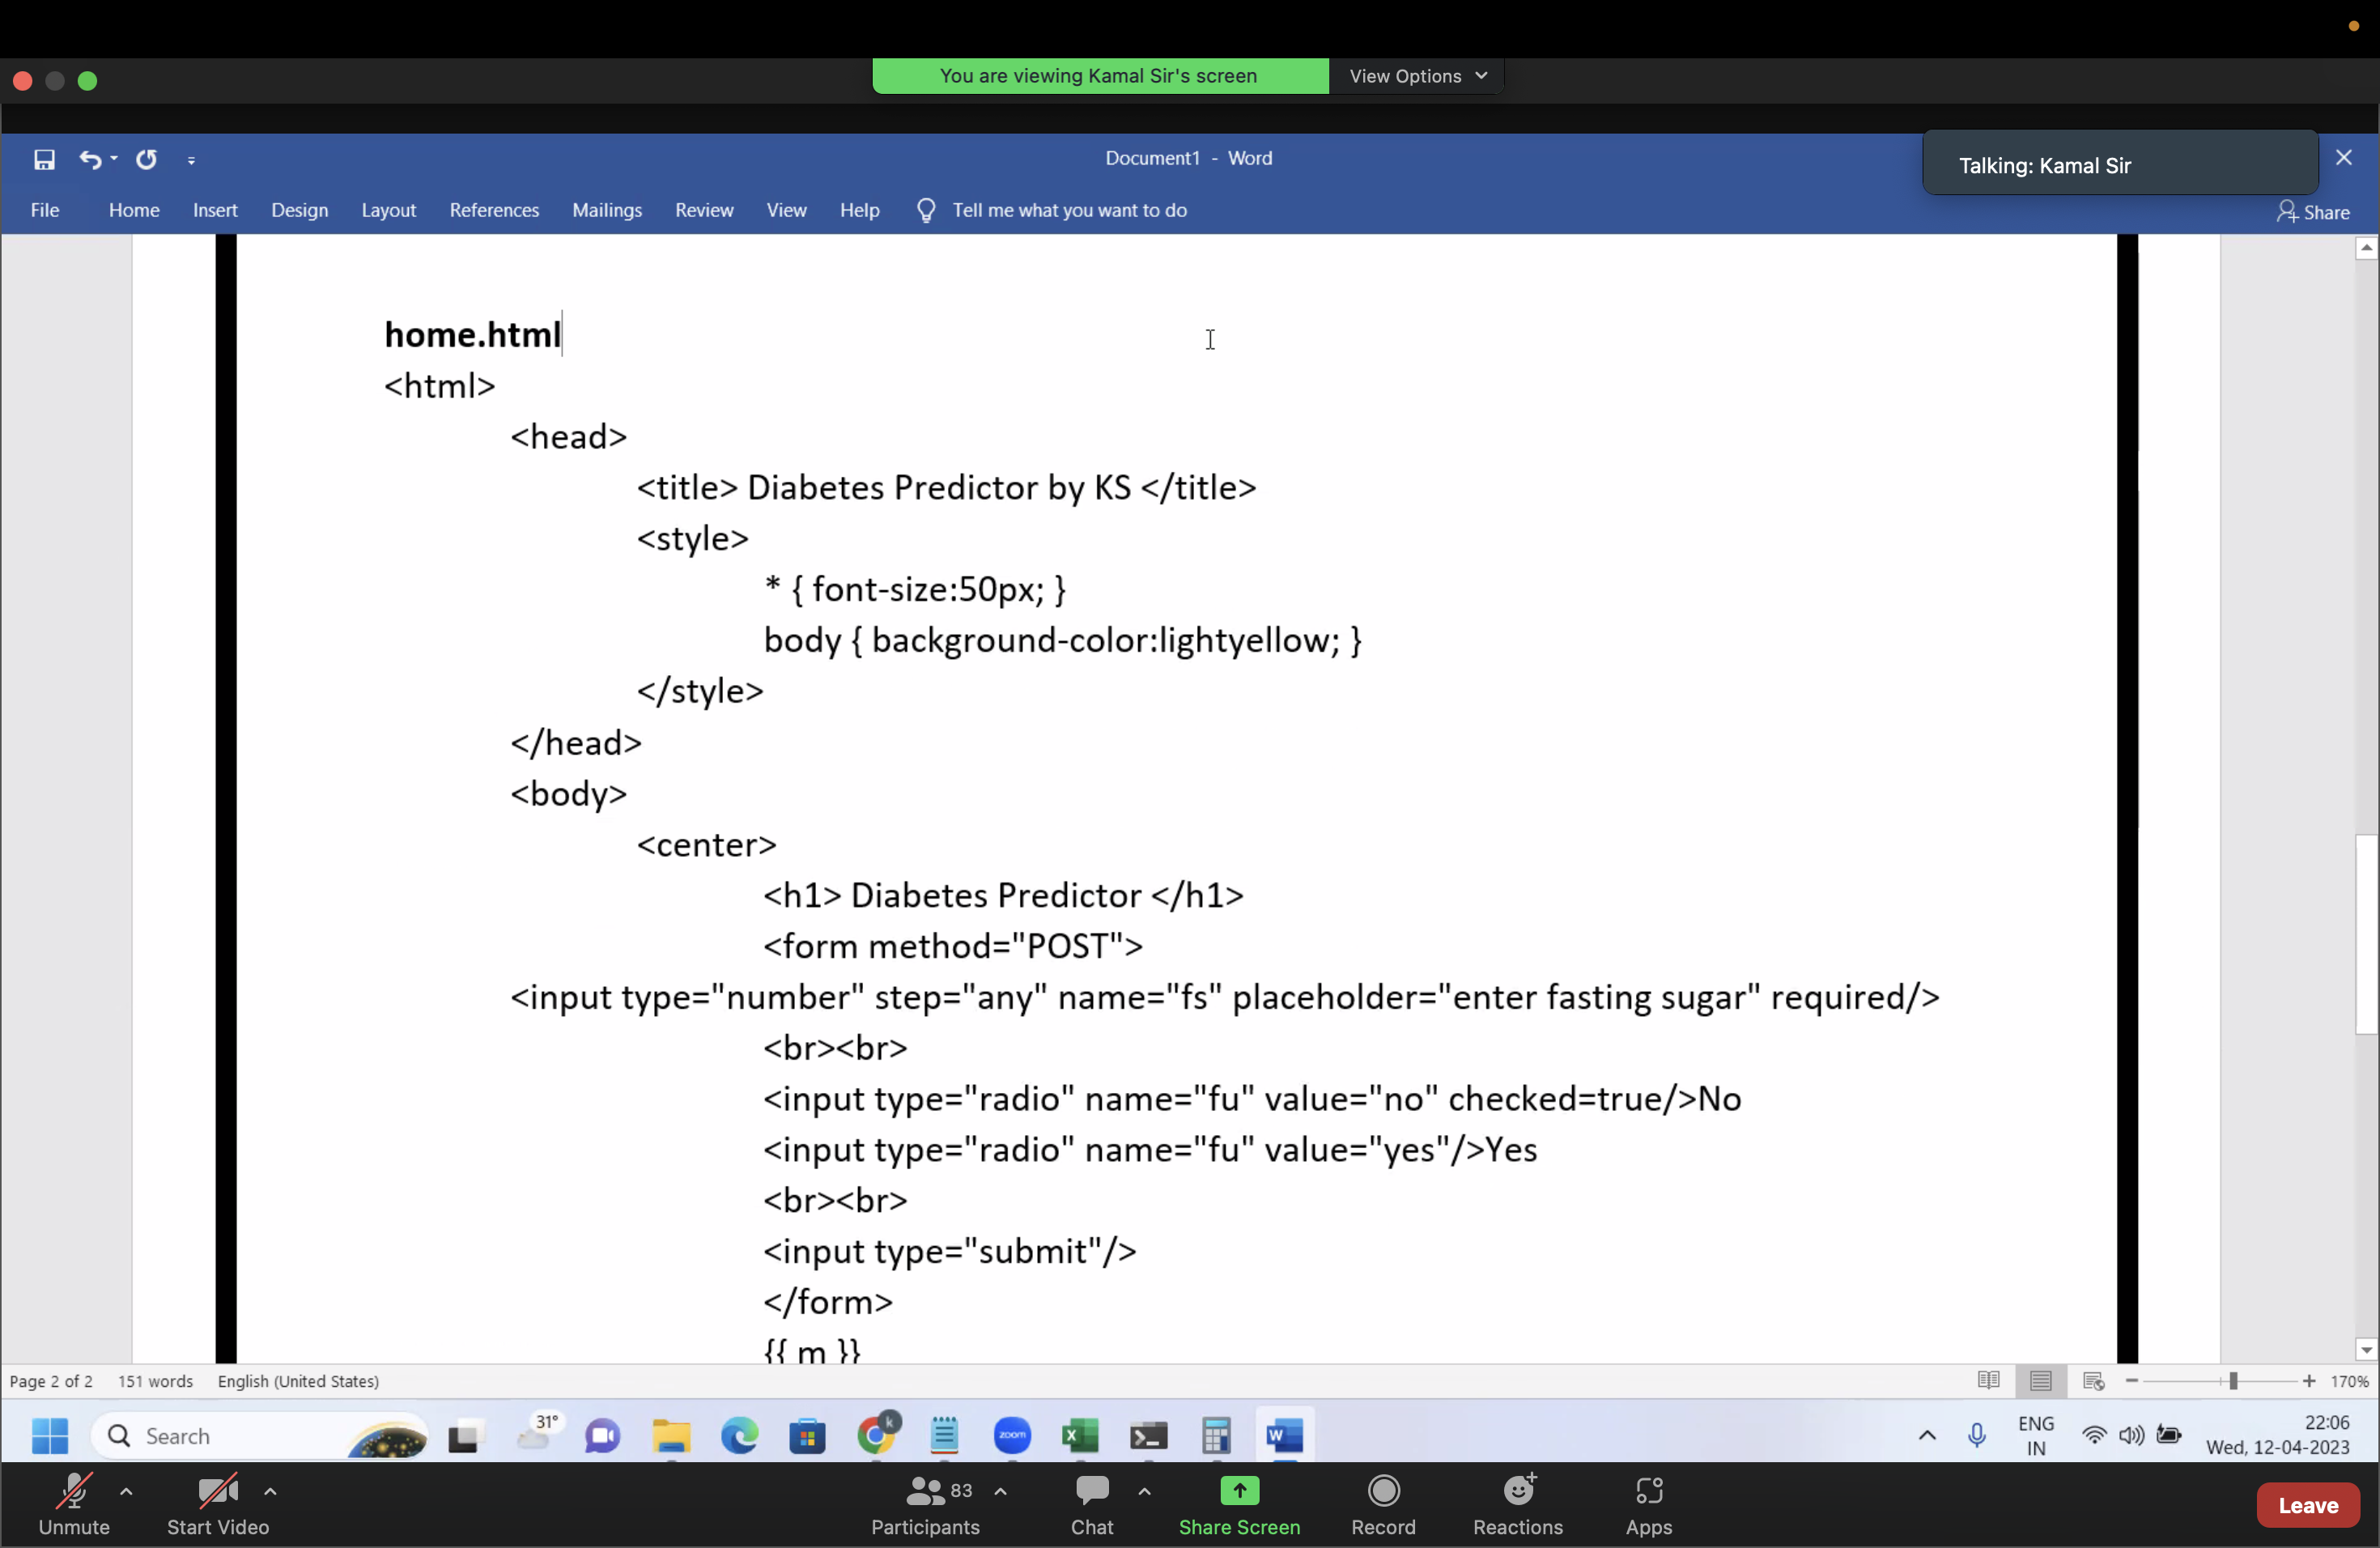 You are viewing Kamal Sir's screen View Options
Document1 - Word
Talking: Kamal Sir
File Home Insert Design Layout References Mailings Review View Help Tell me what you want to do Share
home.html
<html>
<head>
<title> Diabetes Predictor by KS </title>
<style>
* { font-size:50px; }
body { background-color:lightyellow; }
</style>
</head>
<body>
<center>
<h1> Diabetes Predictor </h1>
<form method="POST">
<input type="number" step="any" name="fs" placeholder="enter fasting sugar" required/>
<br><br>
<input type="radio" name="fu" value="no" checked=true/>No
<input type="radio" name="fu" value="yes"/>Yes
<br><br>
<input type="submit"/>
</form>
{{ m }}
Page 2 of 2 151 words English (United States) 170%
Search 31° k zoom X W ENG IN 22:06 Wed, 12-04-2023
83
Unmute Start Video Participants Chat Share Screen Record Reactions Apps Leave